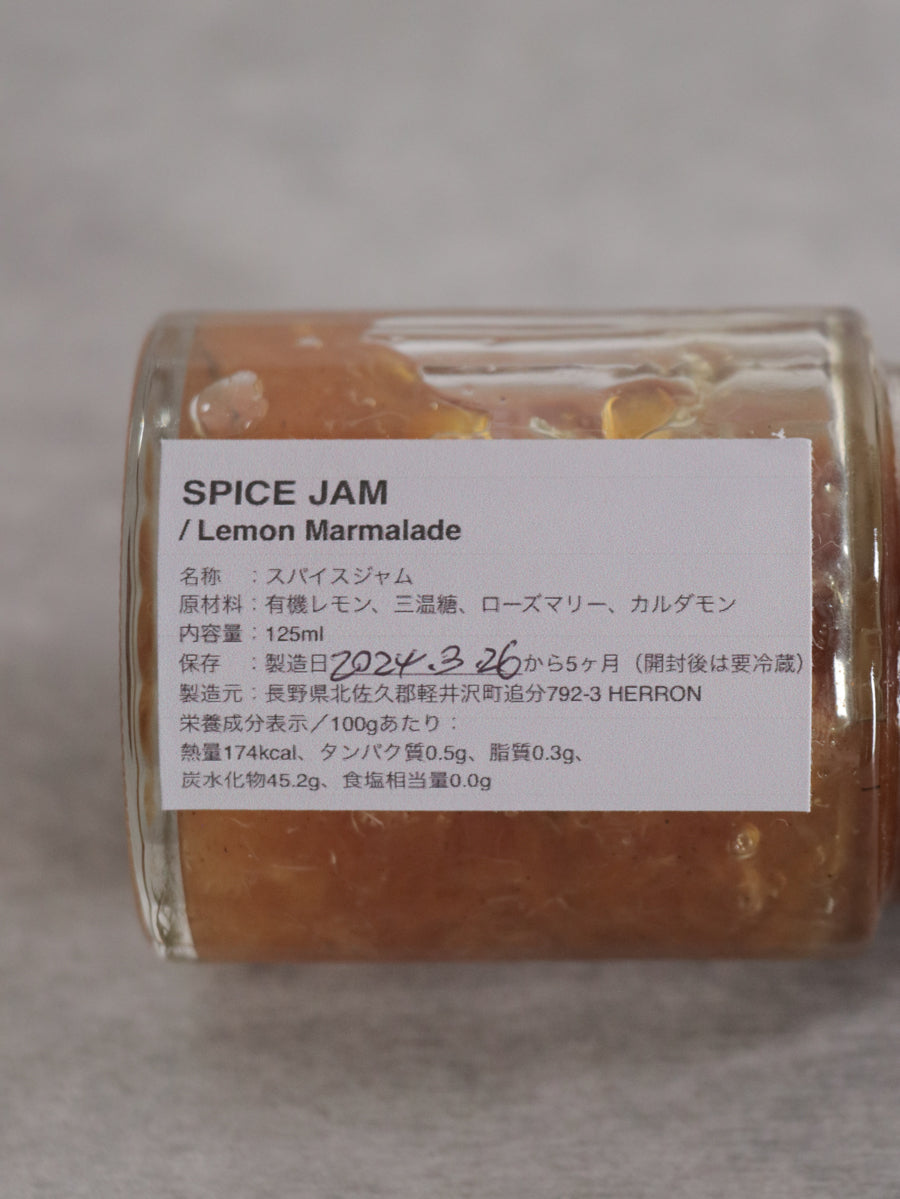 SPICE JAM
/ Lemon Marmalade
名称　：スパイスジャム
原材料：有機レモン、三温糖、ローズマリー、カルダモン
内容量：125ml
保存　：製造日2024.3.26から5ヶ月（開封後は要冷蔵）
製造元：長野県北佐久郡軽井沢町追分792-3 HERRON
栄養成分表示／100gあたり：
熱量174kcal、タンパク質0.5g、脂質0.3g、
炭水化物45.2g、食塩相当量0.0g